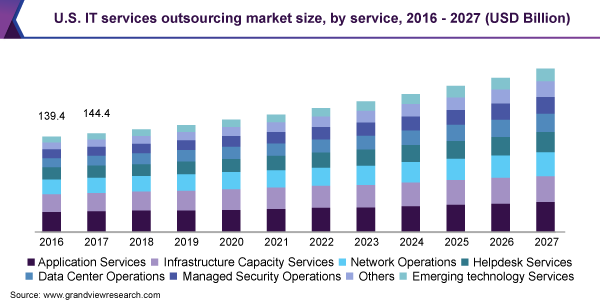 U.S. IT services outsourcing market size, by service, 2016 - 2027 (USD Billion)
139.4
144.4
2016 2017 2018 2019 2020 2021 2022 2023 2024 2025 2026 2027
Application Services Infrastructure Capacity Services Network Operations Helpdesk Services
Data Center Operations Managed Security Operations Others Emerging technology Services
Source: www.grandviewresearch.com